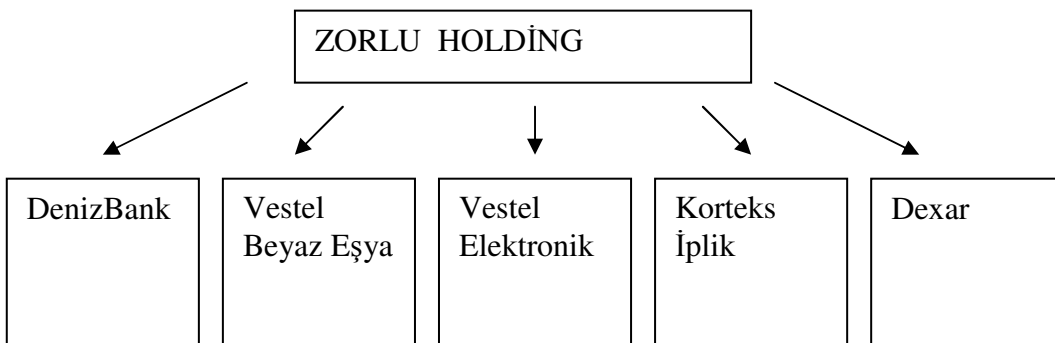 ZORLU HOLDİNG
DenizBank
Vestel
Beyaz Eşya
Vestel
Elektronik
Korteks
İplik
Dexar